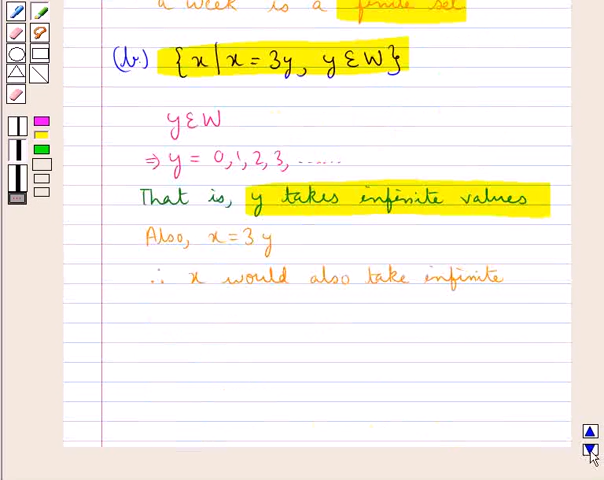 a week is a finite set
(b.) {x | x = 3y, y ∈ W}
y ∈ W
⇒ y = 0, 1, 2, 3, ......
That is, y takes infinite values
Also, x = 3y
∴ x would also take infinite